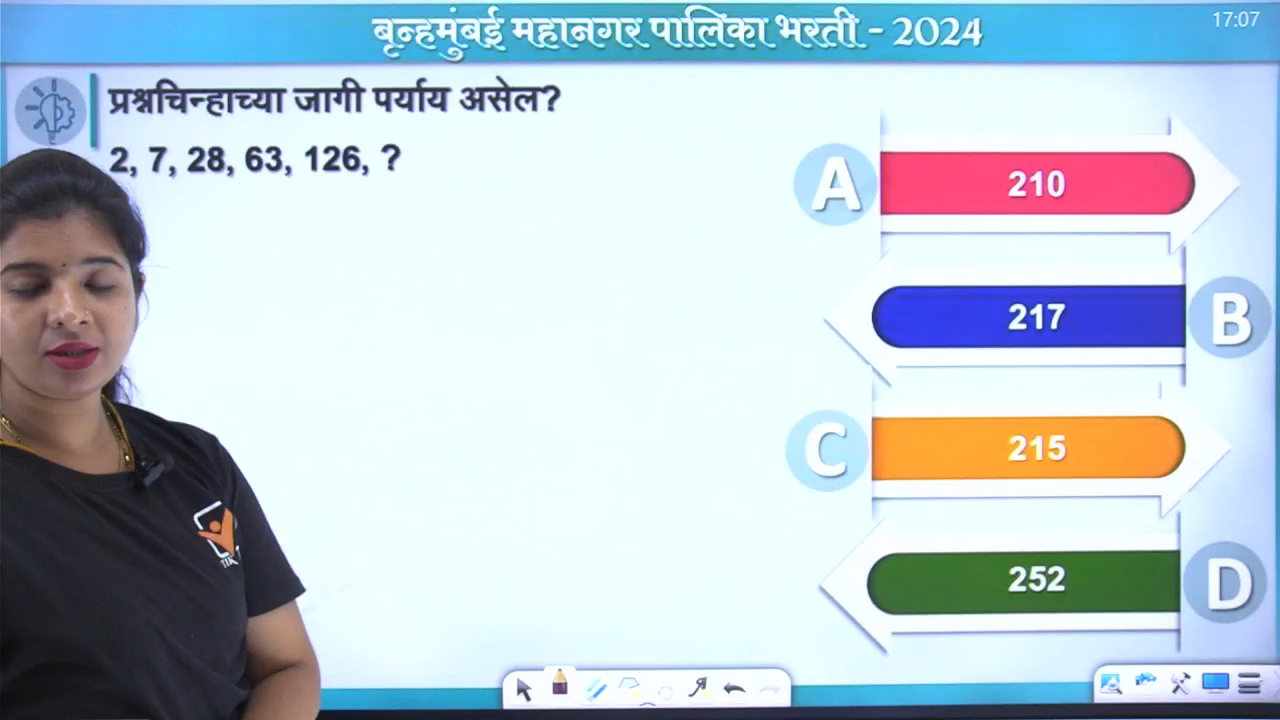 बृन्हमुंबई महानगर पालिका भरती - 2024
17:07
प्रश्नचिन्हाच्या जागी पर्याय असेल?
2, 7, 28, 63, 126, ?
A
210
217
B
C
215
252
D